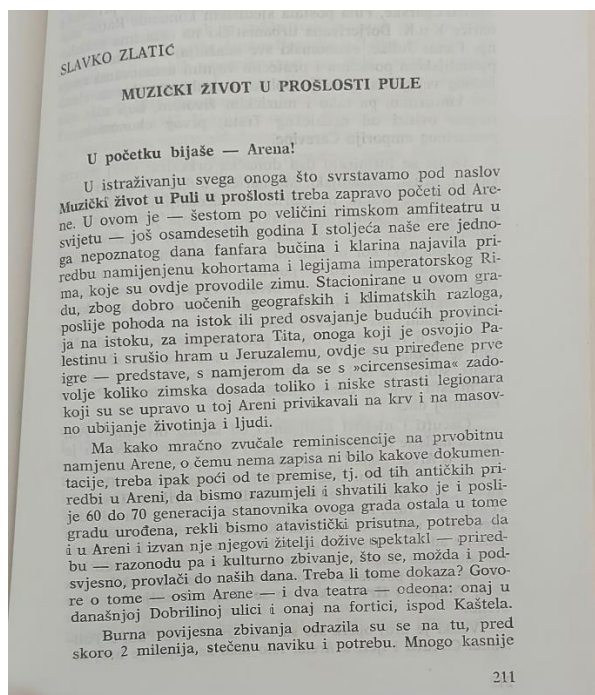 SLAVKO ZLATIĆ
MUZIČKI ŽIVOT U PROŠLOSTI PULE
U početku bijaše — Arena!
U istraživanju svega onoga što svrstavamo pod naslov
Muzički život u Puli u prošlosti treba zapravo početi od Are-
ne. U ovom je — šestom po veličini rimskom amfiteatru u
svijetu — još osamdesetih godina I stoljeća naše ere jedno-
ga nepoznatog dana fanfara bučina i klarina najavila pri-
redbu namijenjenu kohortama i legijama imperatorskog Ri-
ma, koje su ovdje provodile zimu. Stacionirane u ovom gra-
du, zbog dobro uočenih geografskih i klimatskih razloga,
poslije pohoda na istok ili pred osvajanje budućih provinci-
ja na istoku, za imperatora Tita, onoga koji je osvojio Pa-
lestinu i srušio hram u Jeruzalemu, ovdje su priređene prve
igre — predstave, s namjerom da se s »circensesima« zado-
volje koliko zimska dosada toliko i niske strasti legionara
koji su se upravo u toj Areni privikavali na krv i na masov-
no ubijanje životinja i ljudi.
Ma kako mračno zvučale reminiscencije na prvobitnu
namjenu Arene, o čemu nema zapisa ni bilo kakove dokumen-
tacije, treba ipak poći od te premise, tj. od tih antičkih pri-
redbi u Areni, da bismo razumjeli i shvatili kako je i posli-
je 60 do 70 generacija stanovnika ovoga grada ostala u tome
gradu urođena, rekli bismo atavistički prisutna, potreba da
i u Areni i izvan nje njegovi žitelji dožive spektakl — prired-
bu — razonodu pa i kulturno zbivanje, što se, možda i pod-
svjesno, provlači do naših dana. Treba li tome dokaza? Govo-
re o tome — osim Arene — i dva teatra — odeona: onaj u
današnjoj Dobrilinoj ulici i onaj na fortici, ispod Kaštela.
Burna povijesna zbivanja odrazila su se na tu, pred
skoro 2 milenija, stečenu naviku i potrebu. Mnogo kasnije
211